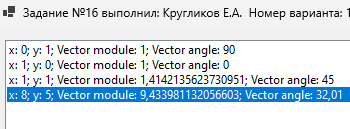 Задание №16 выполнил: Кругликов Е.А. Номер варианта: 1
x: 0; y: 1; Vector module: 1; Vector angle: 90
x: 1; y: 0; Vector module: 1; Vector angle: 0
x: 1; y: 1; Vector module: 1,4142135623730951; Vector angle: 45
x: 8; y: 5; Vector module: 9,433981132056603; Vector angle: 32,01